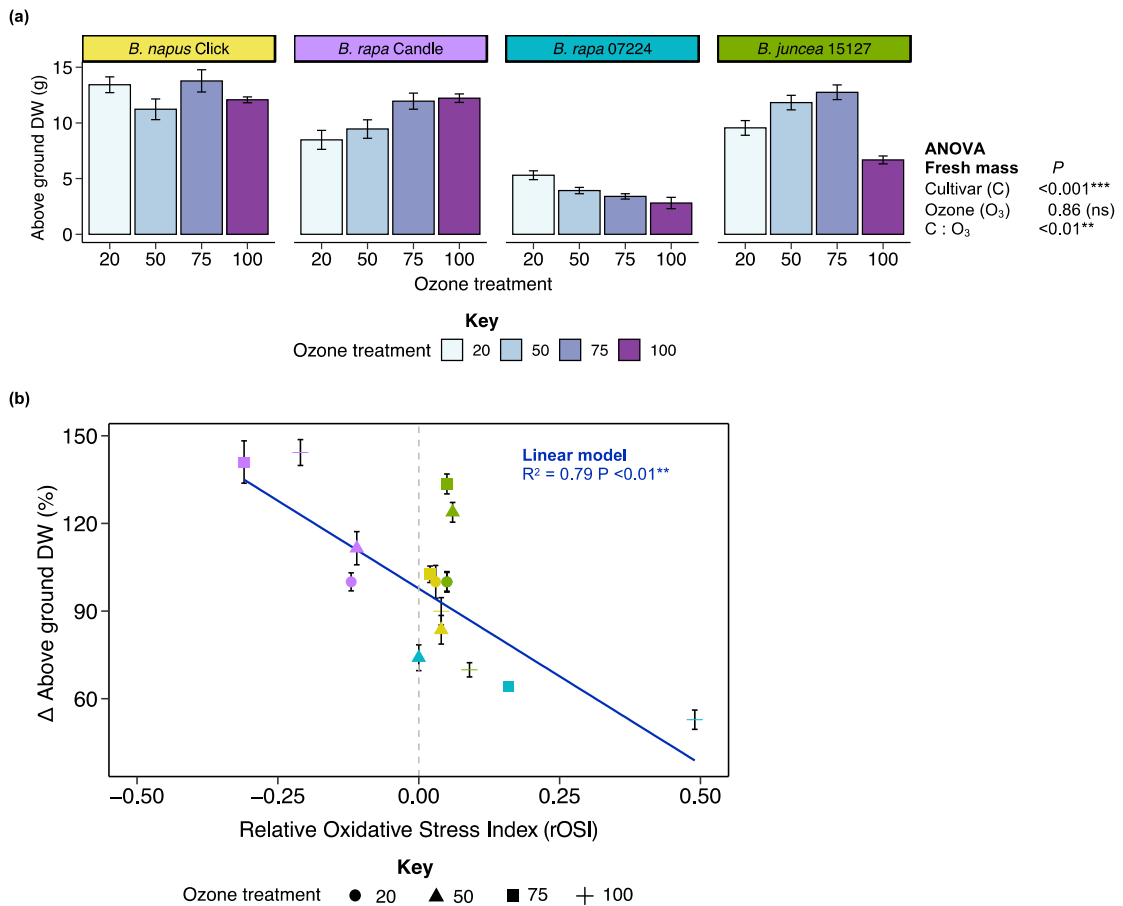 (a)
B. napus Click
B. rapa Candle
B. rapa 07224
B. juncea 15127
Above ground DW (g)
15
10
5
0
20 50 75 100
20 50 75 100
20 50 75 100
20 50 75 100
Ozone treatment
ANOVA
Fresh mass P
Cultivar (C) <0.001***
Ozone (O₃) 0.86 (ns)
C : O₃ <0.01**
Key
Ozone treatment 20 50 75 100
(b)
Δ Above ground DW (%)
150
120
90
60
Linear model
R² = 0.79 P <0.01**
−0.50 −0.25 0.00 0.25 0.50
Relative Oxidative Stress Index (rOSI)
Key
Ozone treatment 20 50 75 100